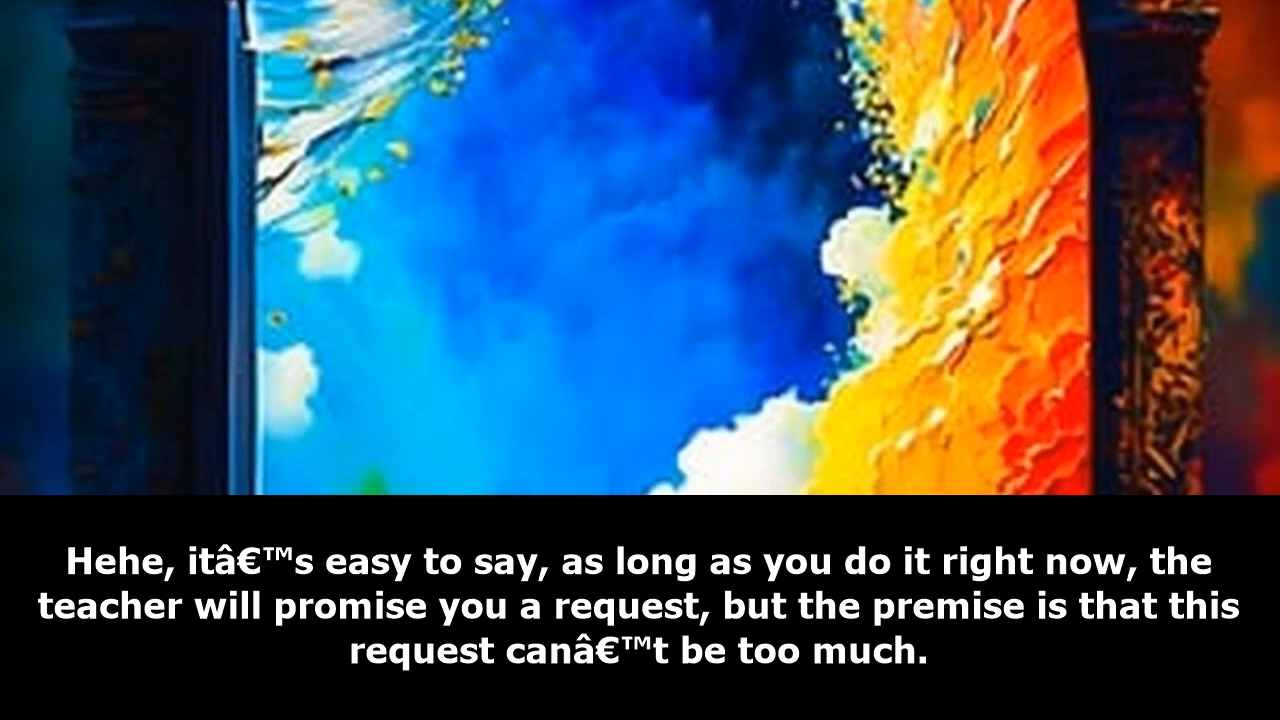 Hehe, itâ€™s easy to say, as long as you do it right now, the
teacher will promise you a request, but the premise is that this
request canâ€™t be too much.